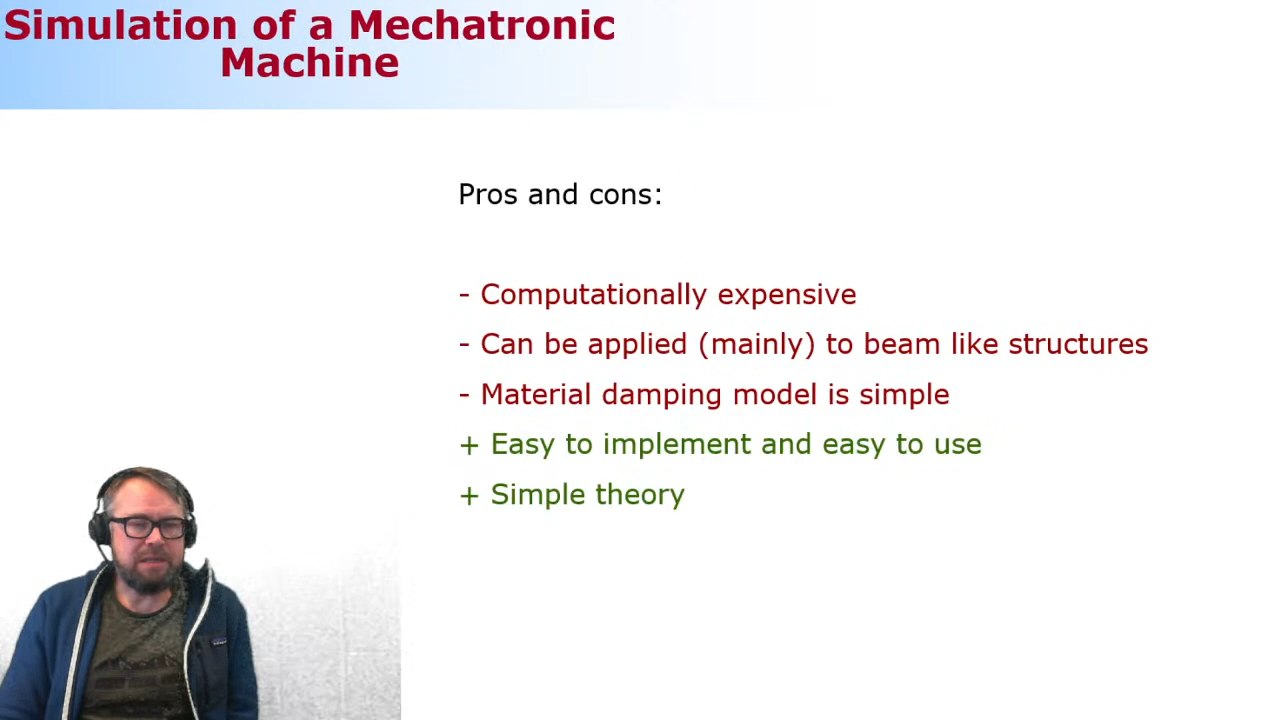 Simulation of a Mechatronic
Machine
Pros and cons:
- Computationally expensive
- Can be applied (mainly) to beam like structures
- Material damping model is simple
+ Easy to implement and easy to use
+ Simple theory